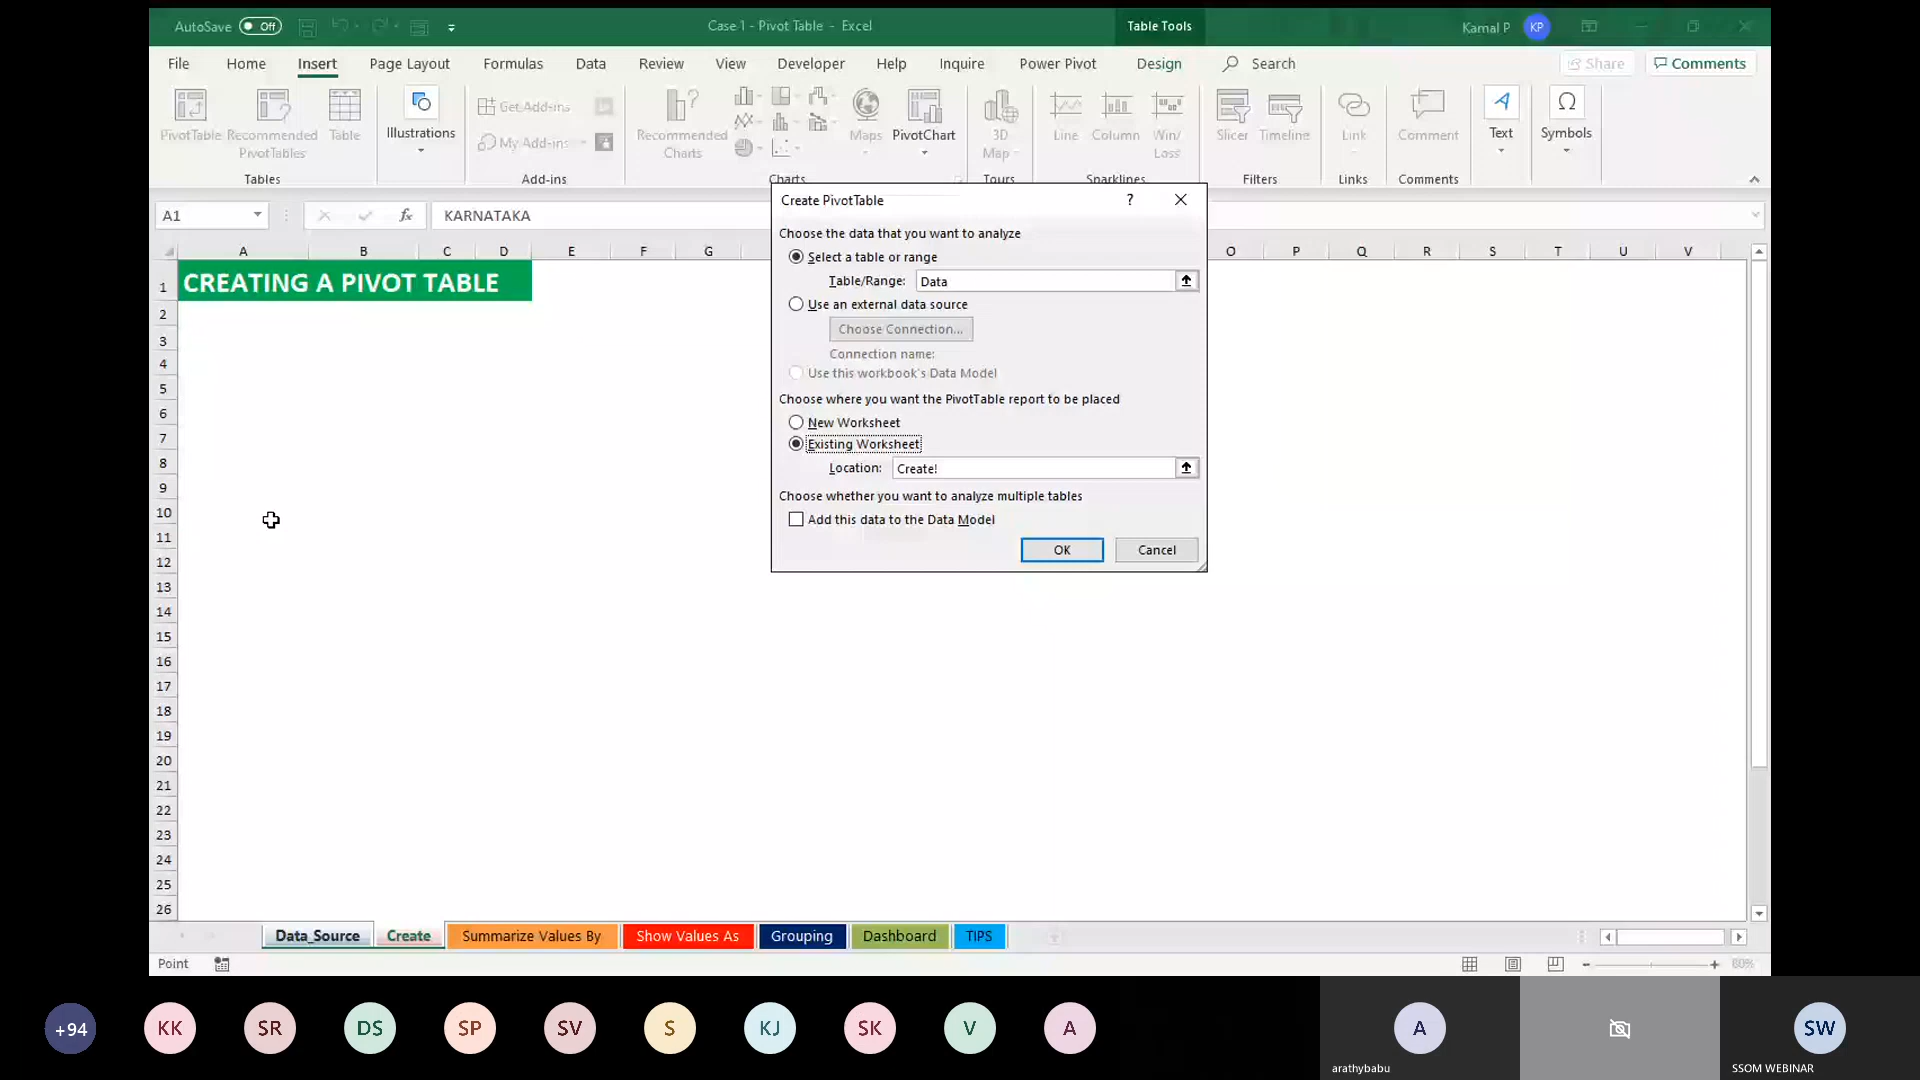 AutoSave Off
Case 1 - Pivot Table - Excel
Table Tools
Kamal P KP
File Home Insert Page Layout Formulas Data Review View Developer Help Inquire Power Pivot Design Search Share Comments
PivotTable
Recommended
PivotTables
Table
Tables
Illustrations
Get Add-ins
My Add-ins
Add-ins
Recommended
Charts
Maps
PivotChart
Charts
3D
Map
Tours
Line
Column
Win/
Loss
Sparklines
Slicer
Timeline
Filters
Link
Links
Comment
Comments
Text
Symbols
A1
fx
KARNATAKA
A B C D E F G O P Q R S T U V
1 CREATING A PIVOT TABLE
2
3
4
5
6
7
8
9
10
11
12
13
14
15
16
17
18
19
20
21
22
23
24
25
26
Create PivotTable ?
Choose the data that you want to analyze
Select a table or range
Table/Range: Data
Use an external data source
Choose Connection...
Connection name:
Use this workbook's Data Model
Choose where you want the PivotTable report to be placed
New Worksheet
Existing Worksheet
Location: Create!
Choose whether you want to analyze multiple tables
Add this data to the Data Model
OK Cancel
Data_Source Create Summarize Values By Show Values As Grouping Dashboard TIPS
Point
80%
+94 KK SR DS SP SV S KJ SK V A A SW
arathybabu
SSOM WEBINAR